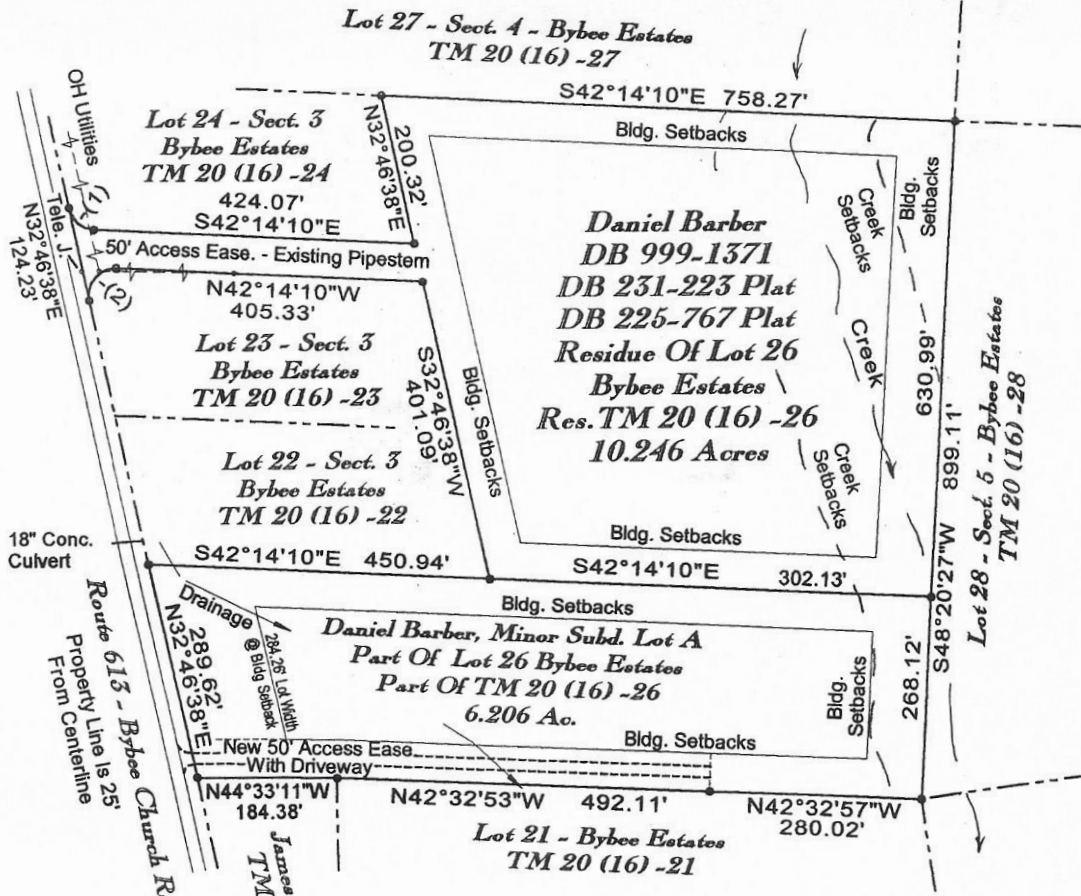 Lot 27 - Sect. 4 - Bybee Estates
TM 20 (16) -27
S42°14'10"E 758.27'
OH Utilities
Lot 24 - Sect. 3
Bybee Estates
TM 20 (16) -24
424.07'
S42°14'10"E
N32°46'38"E
200.32'
Bldg. Setbacks
Creek
Setbacks
Bldg.
Setbacks
(1)
Tele. J.
N32°46'38"E
124.23'
50' Access Ease. - Existing Pipestem
(2)
N42°14'10"W
405.33'
Daniel Barber
DB 999-1371
DB 231-223 Plat
DB 225-767 Plat
Residue Of Lot 26
Bybee Estates
Res. TM 20 (16) -26
10.246 Acres
Creek
630.99'
899.11'
S48°20'27"W
Lot 28 - Sect. 5 - Bybee Estates
TM 20 (16) -28
Lot 23 - Sect. 3
Bybee Estates
TM 20 (16) -23
S32°46'38"W
401.09'
Bldg. Setbacks
Creek
Setbacks
Lot 22 - Sect. 3
Bybee Estates
TM 20 (16) -22
Bldg. Setbacks
18" Conc.
Culvert
S42°14'10"E 450.94'
S42°14'10"E 302.13'
Bldg. Setbacks
Drainage
289.62'
N32°46'38"E
284.26' Lot Width
@ Bldg Setback
Daniel Barber, Minor Subd. Lot A
Part Of Lot 26 Bybee Estates
Part Of TM 20 (16) -26
6.206 Ac.
Bldg.
Setbacks
268.12'
Bldg. Setbacks
New 50' Access Ease.
With Driveway
Route 613 - Bybee Church R
Property Line Is 25'
From Centerline
N44°33'11"W
184.38'
N42°32'53"W 492.11'
N42°32'57"W
280.02'
James
TM
Lot 21 - Bybee Estates
TM 20 (16) -21